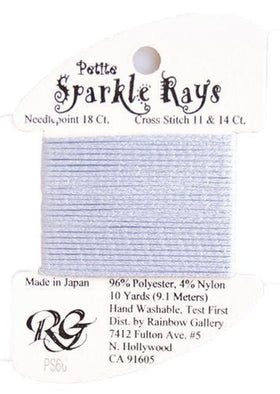 Petite
Sparkle Rays
Needlepoint 18 Ct. Cross Stitch 11 & 14 Ct.
Made in Japan
RG
96% Polyester, 4% Nylon
10 Yards (9.1 Meters)
Hand Washable, Test First
Dist. by Rainbow Gallery
7412 Fulton Ave. #5
N. Hollywood
CA 91605